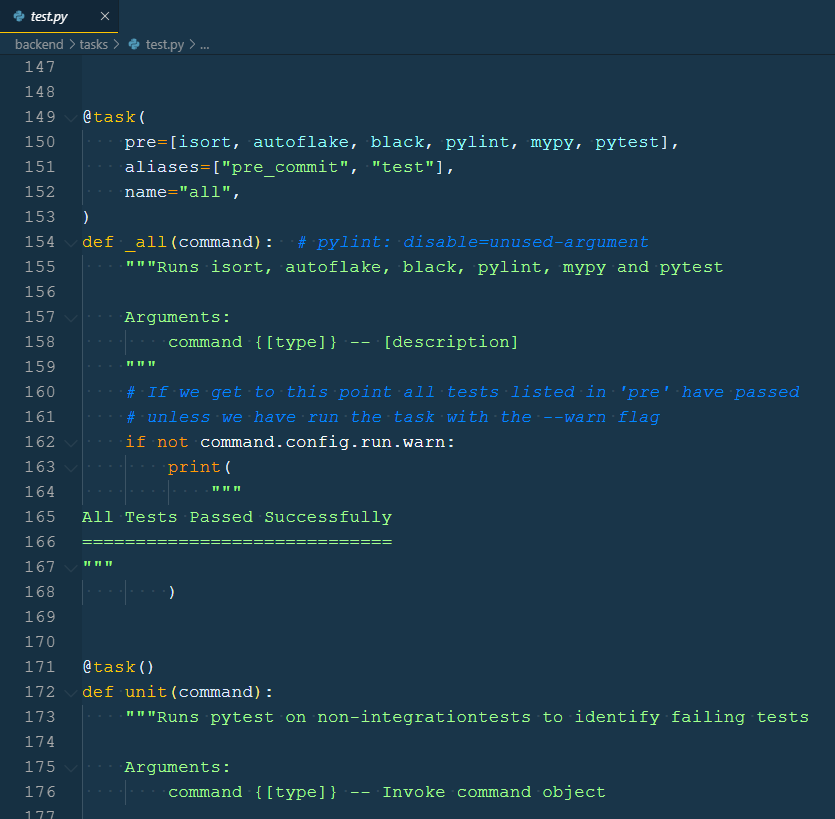 test.py ×
backend > tasks > test.py > ...
147
148
149 @task(
150     pre=[isort, autoflake, black, pylint, mypy, pytest],
151     aliases=["pre_commit", "test"],
152     name="all",
153 )
154 def _all(command):  # pylint: disable=unused-argument
155     """Runs isort, autoflake, black, pylint, mypy and pytest
156
157     Arguments:
158         command {[type]} -- [description]
159     """
160     # If we get to this point all tests listed in 'pre' have passed
161     # unless we have run the task with the --warn flag
162     if not command.config.run.warn:
163         print(
164             """
165 All Tests Passed Successfully
166 =============================
167 """
168         )
169
170
171 @task()
172 def unit(command):
173     """Runs pytest on non-integrationtests to identify failing tests
174
175     Arguments:
176         command {[type]} -- Invoke command object
177